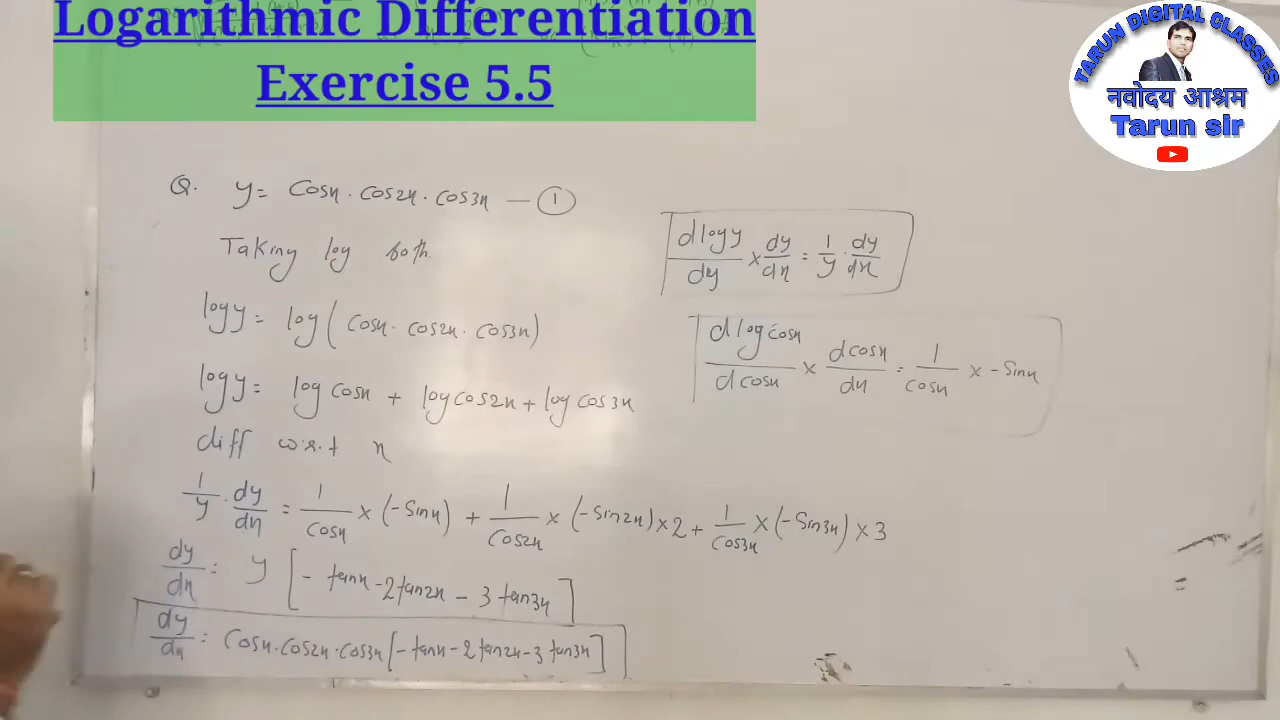 Logarithmic Differentiation
Exercise 5.5
TARUN DIGITAL CLASSES
नवोदय आश्रम
Tarun sir
Q. y = Cosx . Cos2x . Cos3x — ①
Taking log both.
logy = log (Cosx . Cos2x . Cos3x)
logy = log Cosx + log Cos2x + log Cos3x
diff w.r.t x
1/y . dy/dx = 1/Cosx × (-Sinx) + 1/Cos2x × (-Sin2x) × 2 + 1/Cos3x × (-Sin3x) × 3
dy/dx = y [- tanx - 2tan2x - 3 tan3x]
dy/dx = Cosx . Cos2x . Cos3x [- tanx - 2 tan2x - 3 tan3x]
d logy/dy × dy/dx = 1/y . dy/dx
d log Cosx/d Cosx × d Cosx/dx = 1/Cosx × - Sinx